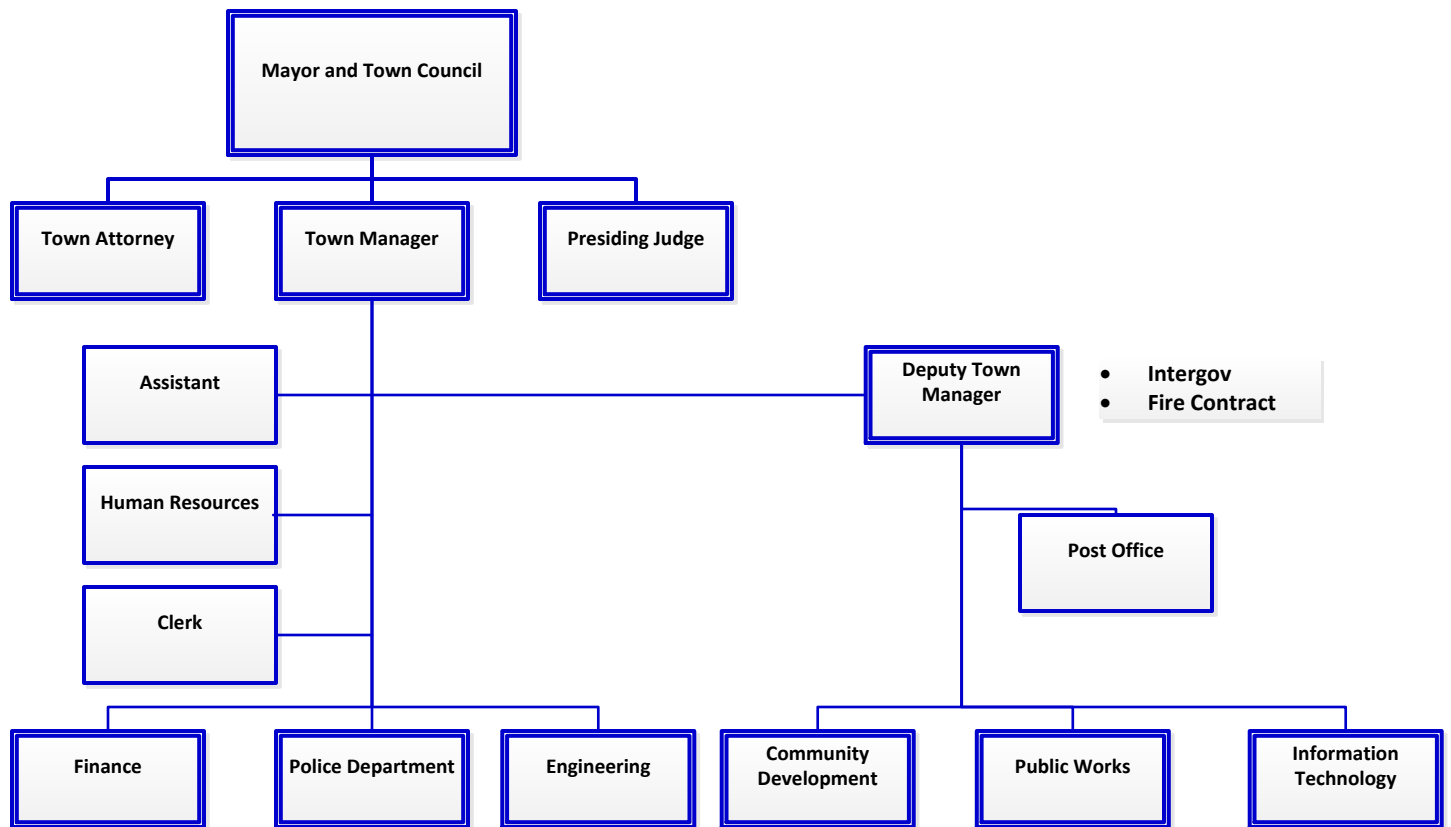 Mayor and Town Council
Town Attorney
Town Manager
Presiding Judge
Assistant
Deputy Town
Manager
• Intergov
• Fire Contract
Human Resources
Post Office
Clerk
Finance
Police Department
Engineering
Community
Development
Public Works
Information
Technology